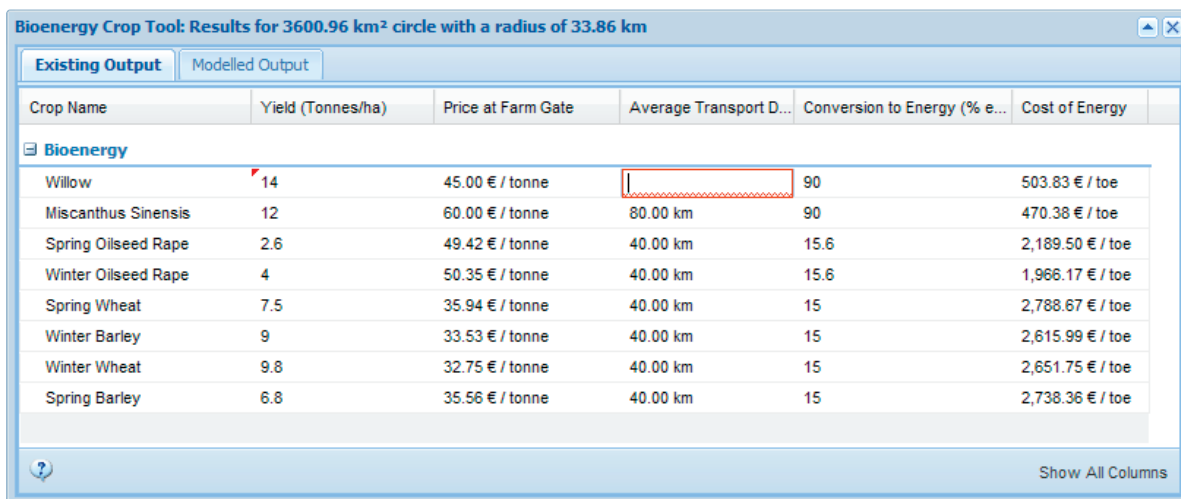 Bioenergy Crop Tool: Results for 3600.96 km² circle with a radius of 33.86 km
Existing Output Modelled Output
Crop Name Yield (Tonnes/ha) Price at Farm Gate Average Transport D... Conversion to Energy (% e... Cost of Energy
Bioenergy
Willow 14 45.00 € / tonne 90 503.83 € / toe
Miscanthus Sinensis 12 60.00 € / tonne 80.00 km 90 470.38 € / toe
Spring Oilseed Rape 2.6 49.42 € / tonne 40.00 km 15.6 2,189.50 € / toe
Winter Oilseed Rape 4 50.35 € / tonne 40.00 km 15.6 1,966.17 € / toe
Spring Wheat 7.5 35.94 € / tonne 40.00 km 15 2,788.67 € / toe
Winter Barley 9 33.53 € / tonne 40.00 km 15 2,615.99 € / toe
Winter Wheat 9.8 32.75 € / tonne 40.00 km 15 2,651.75 € / toe
Spring Barley 6.8 35.56 € / tonne 40.00 km 15 2,738.36 € / toe
? Show All Columns